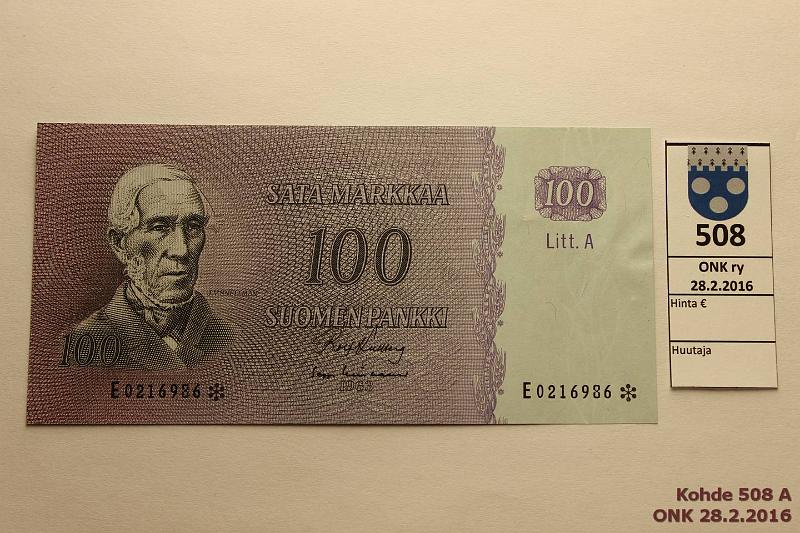 SATA MARKKAA
100
SUOMEN PANKKI
1963
100
E0216986*
100
Litt. A
E0216986*
508
ONK ry
28.2.2016
Hinta €
Huutaja
Kohde 508 A
ONK 28.2.2016